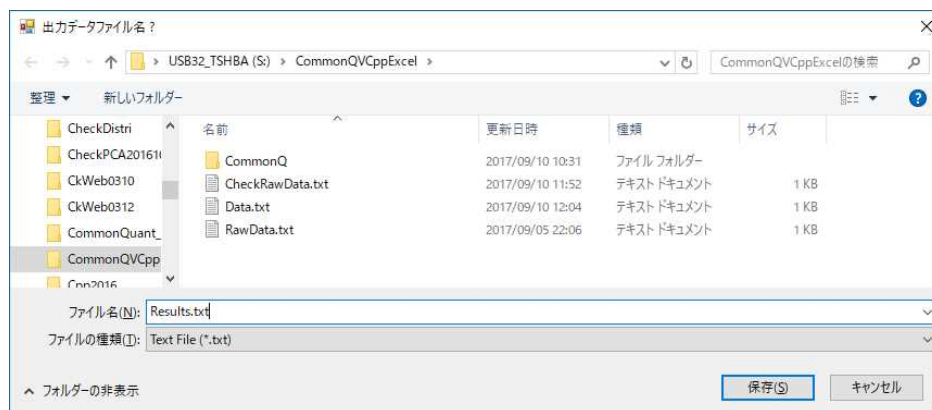 出力データファイル名？
USB32_TSHBA (S:) › CommonQVCppExcel ›
CommonQVCppExcelの検索
整理 新しいフォルダー
名前 更新日時 種類 サイズ
CheckDistri
CheckPCA20161
CkWeb0310
CkWeb0312
CommonQuant_
CommonQVCpp
Cpp2016
CommonQ 2017/09/10 10:31 ファイル フォルダー
CheckRawData.txt 2017/09/10 11:52 テキスト ドキュメント 1 KB
Data.txt 2017/09/10 12:04 テキスト ドキュメント 1 KB
RawData.txt 2017/09/05 22:06 テキスト ドキュメント 1 KB
ファイル名(N): Results.txt
ファイルの種類(T): Text File (*.txt)
フォルダーの非表示
保存(S) キャンセル